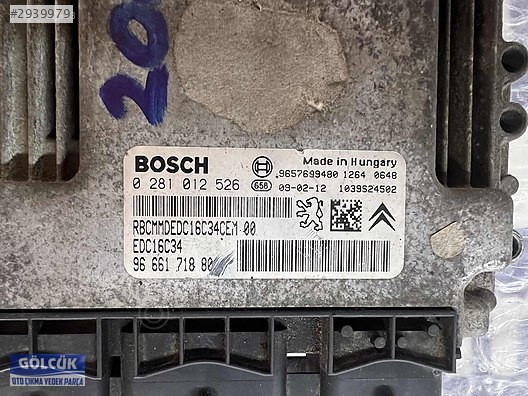 #2939979
20
BOSCH
Made in Hungary
0 281 012 526
658
9657699480 1264 0648
09-02-12 1039S24502
RBCMMDEDC16C34CEM 00
EDC16C34
96 661 718 80
GÖLCÜK
OTO ÇIKMA YEDEK PARÇA